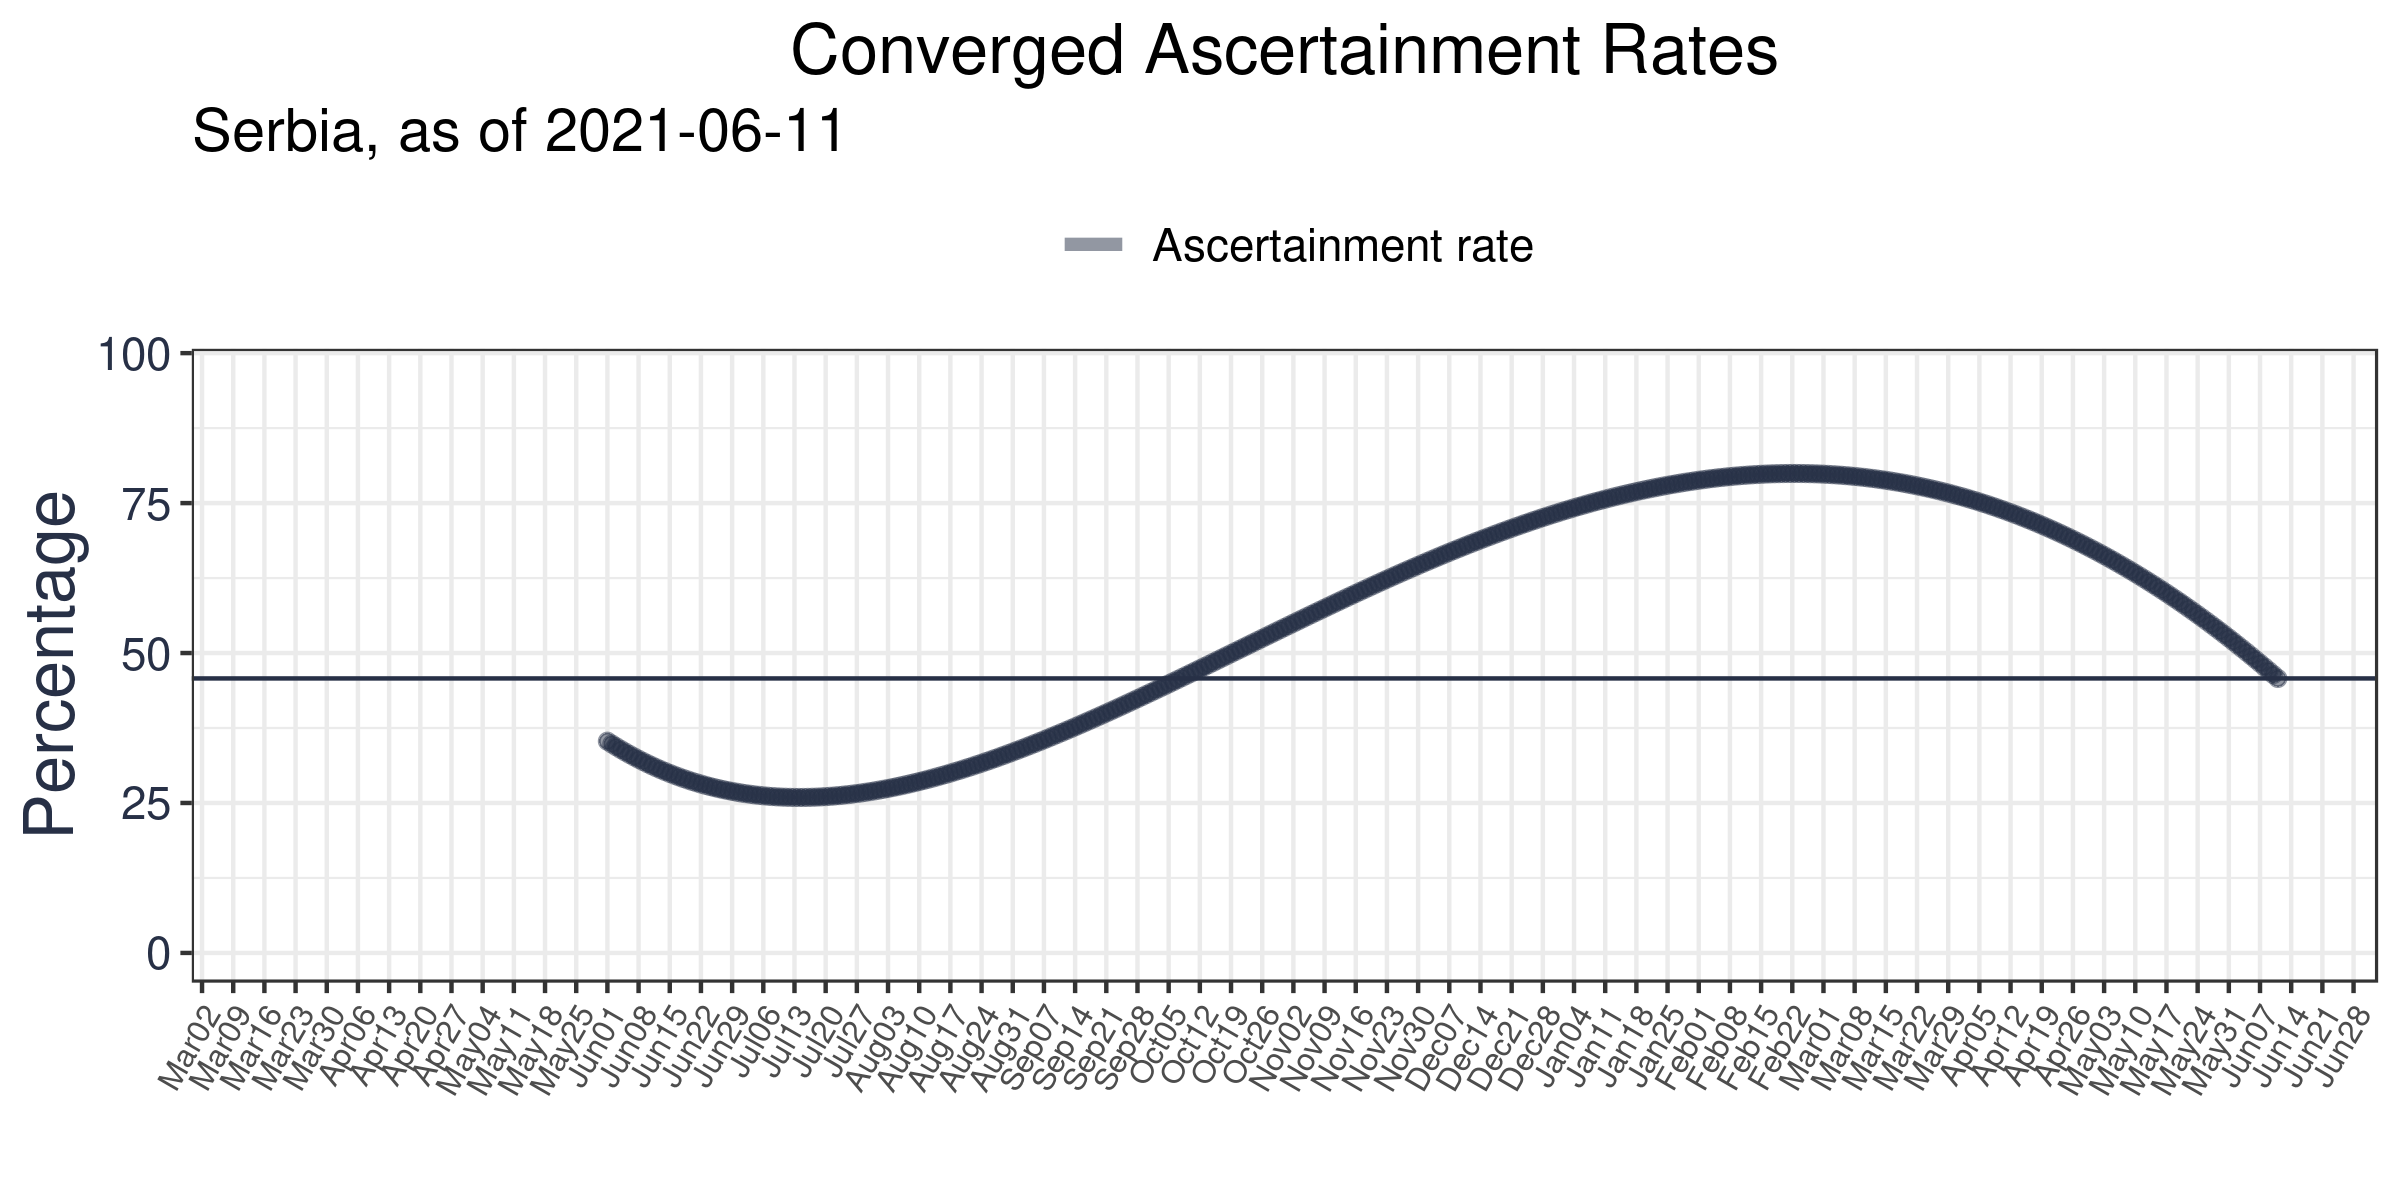 Converged Ascertainment Rates
Serbia, as of 2021-06-11
Ascertainment rate
Percentage
100
75
50
25
0
Mar02
Mar09
Mar16
Mar23
Mar30
Apr06
Apr13
Apr20
Apr27
May04
May11
May18
May25
Jun01
Jun08
Jun15
Jun22
Jun29
Jul06
Jul13
Jul20
Jul27
Aug03
Aug10
Aug17
Aug24
Aug31
Sep07
Sep14
Sep21
Sep28
Oct05
Oct12
Oct19
Oct26
Nov02
Nov09
Nov16
Nov23
Nov30
Dec07
Dec14
Dec21
Dec28
Jan04
Jan11
Jan18
Jan25
Feb01
Feb08
Feb15
Feb22
Mar01
Mar08
Mar15
Mar22
Mar29
Apr05
Apr12
Apr19
Apr26
May03
May10
May17
May24
May31
Jun07
Jun14
Jun21
Jun28